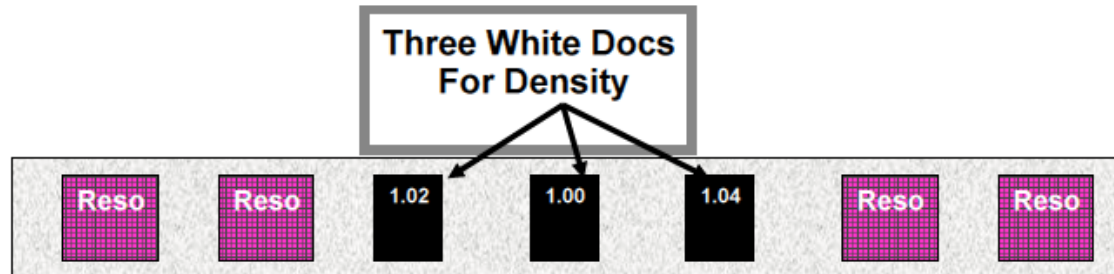 Three White Docs
For Density
Reso Reso 1.02 1.00 1.04 Reso Reso